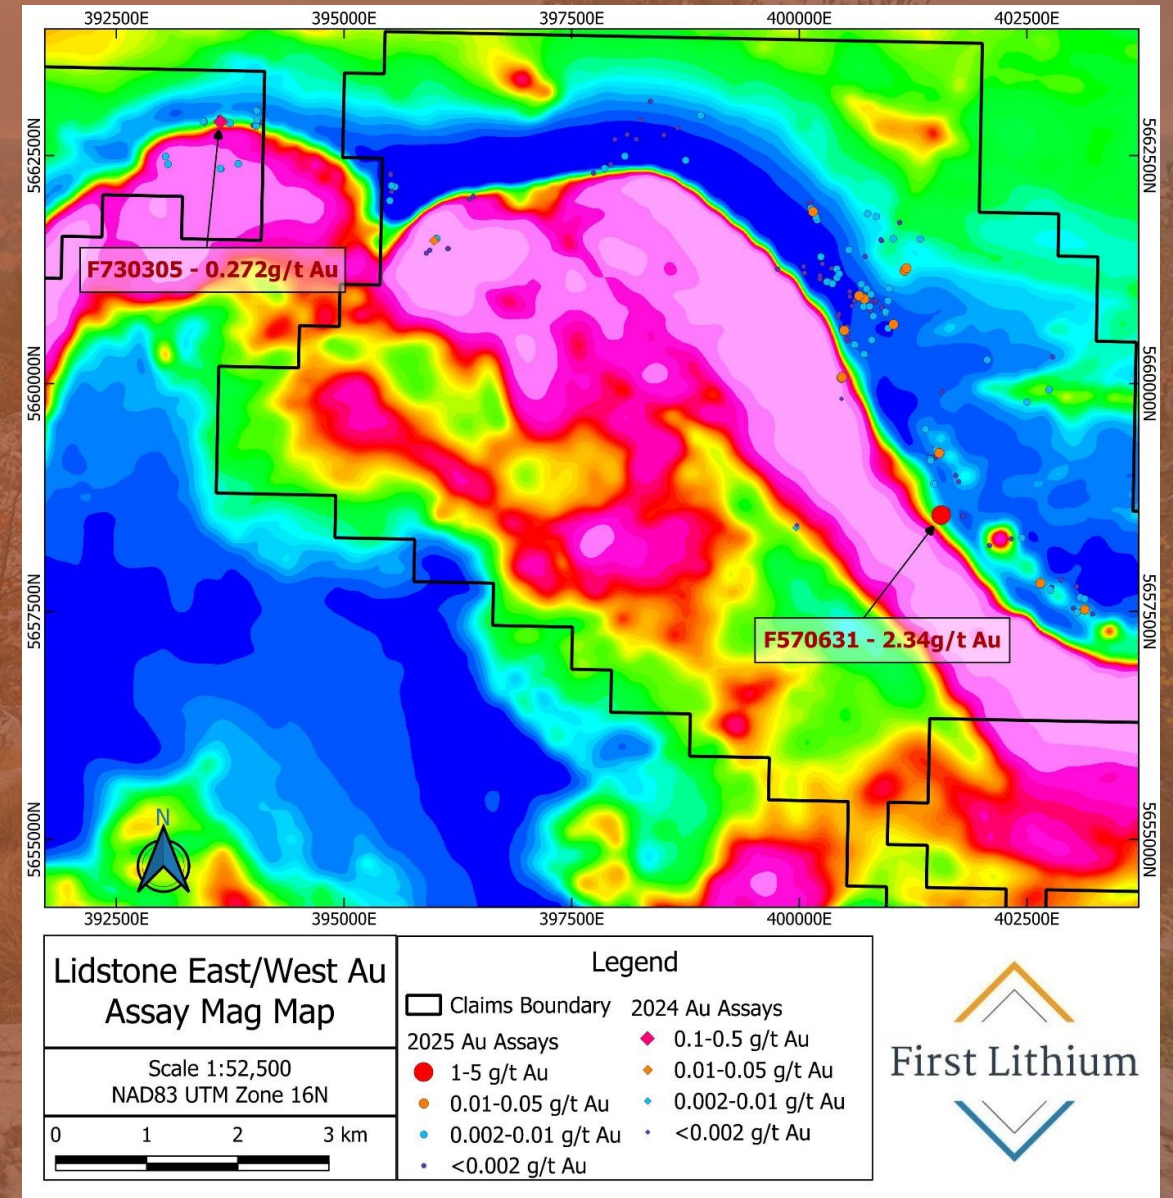 392500E 395000E 397500E 400000E 402500E
5662500N 5662500N
F730305 - 0.272g/t Au
5660000N 5660000N
5657500N 5657500N
F570631 - 2.34g/t Au
5655000N 5655000N
N
392500E 395000E 397500E 400000E 402500E
Lidstone East/West Au
Assay Mag Map
Scale 1:52,500
NAD83 UTM Zone 16N
0 1 2 3 km
Legend
Claims Boundary
2025 Au Assays
1-5 g/t Au
0.01-0.05 g/t Au
0.002-0.01 g/t Au
<0.002 g/t Au
2024 Au Assays
0.1-0.5 g/t Au
0.01-0.05 g/t Au
0.002-0.01 g/t Au
<0.002 g/t Au
First Lithium